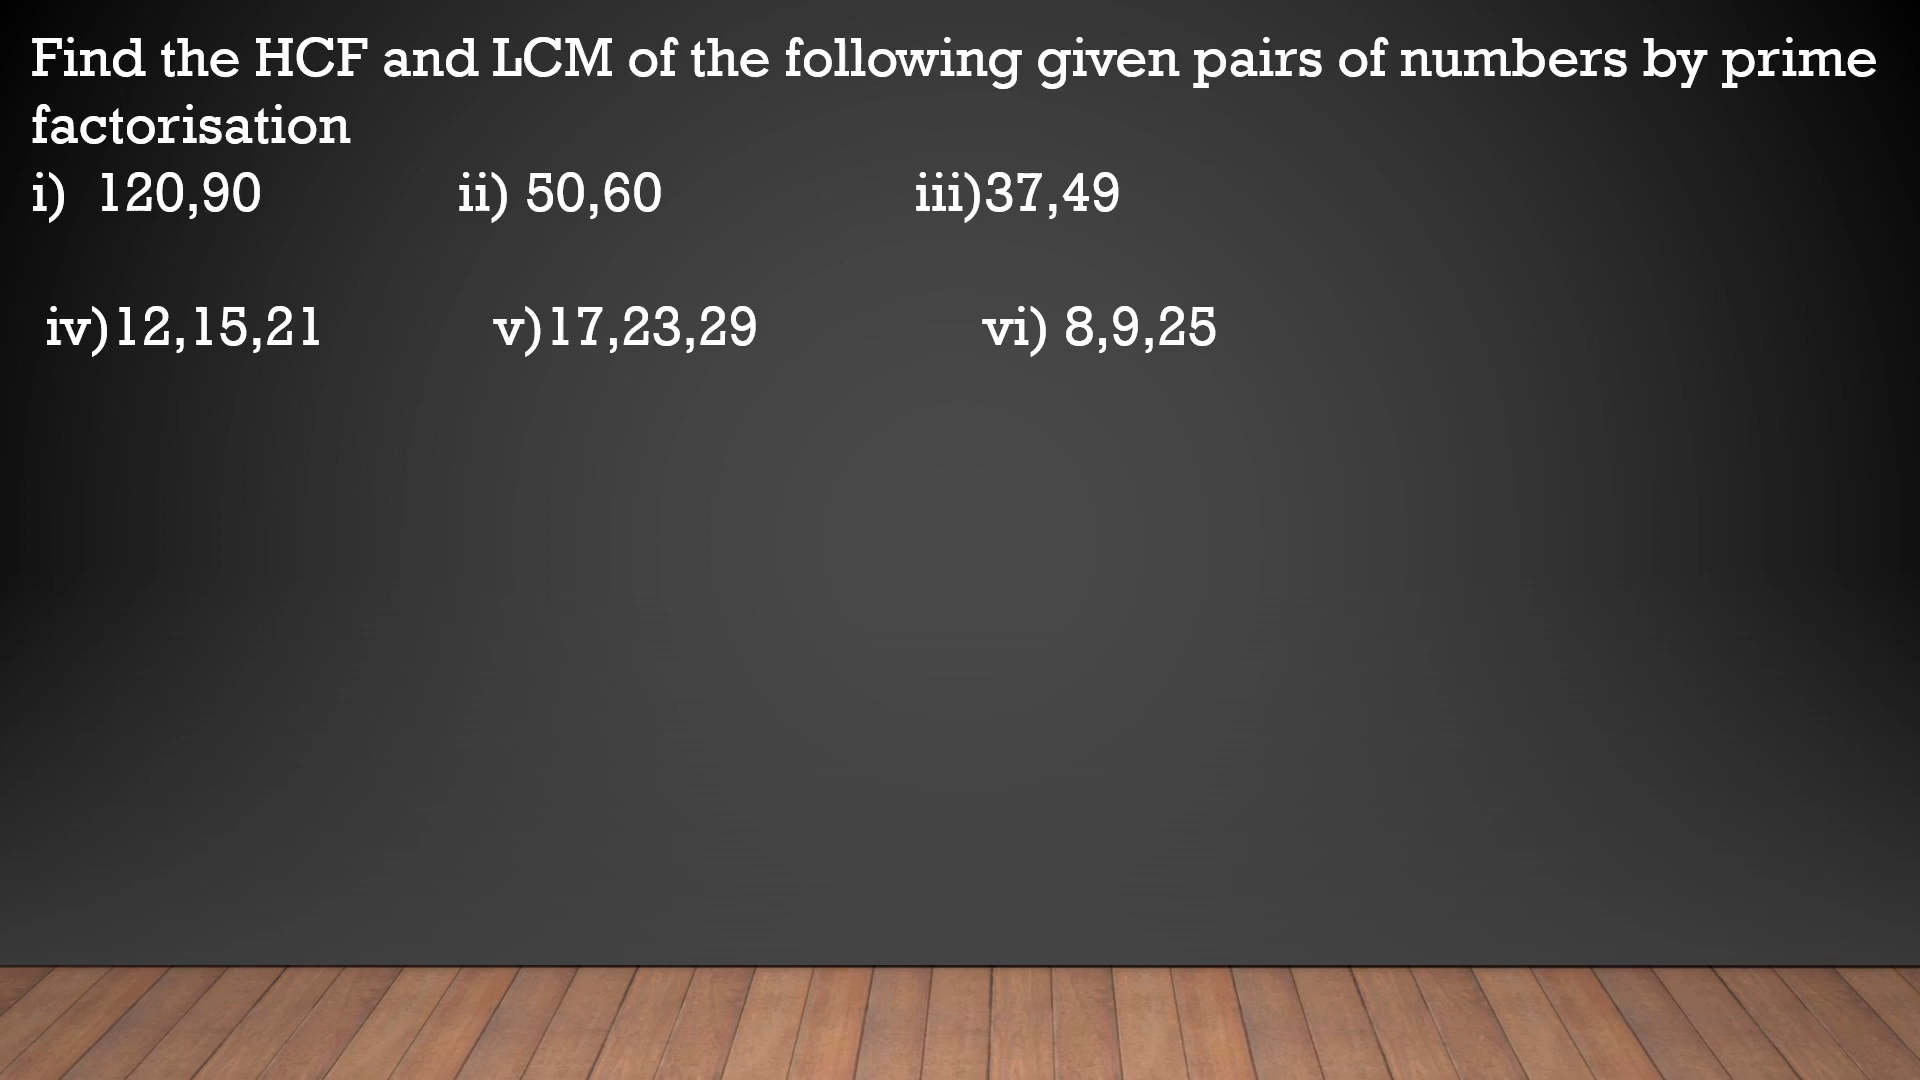 Find the HCF and LCM of the following given pairs of numbers by prime
factorisation
i) 120,90 ii) 50,60 iii)37,49
iv)12,15,21 v)17,23,29 vi) 8,9,25